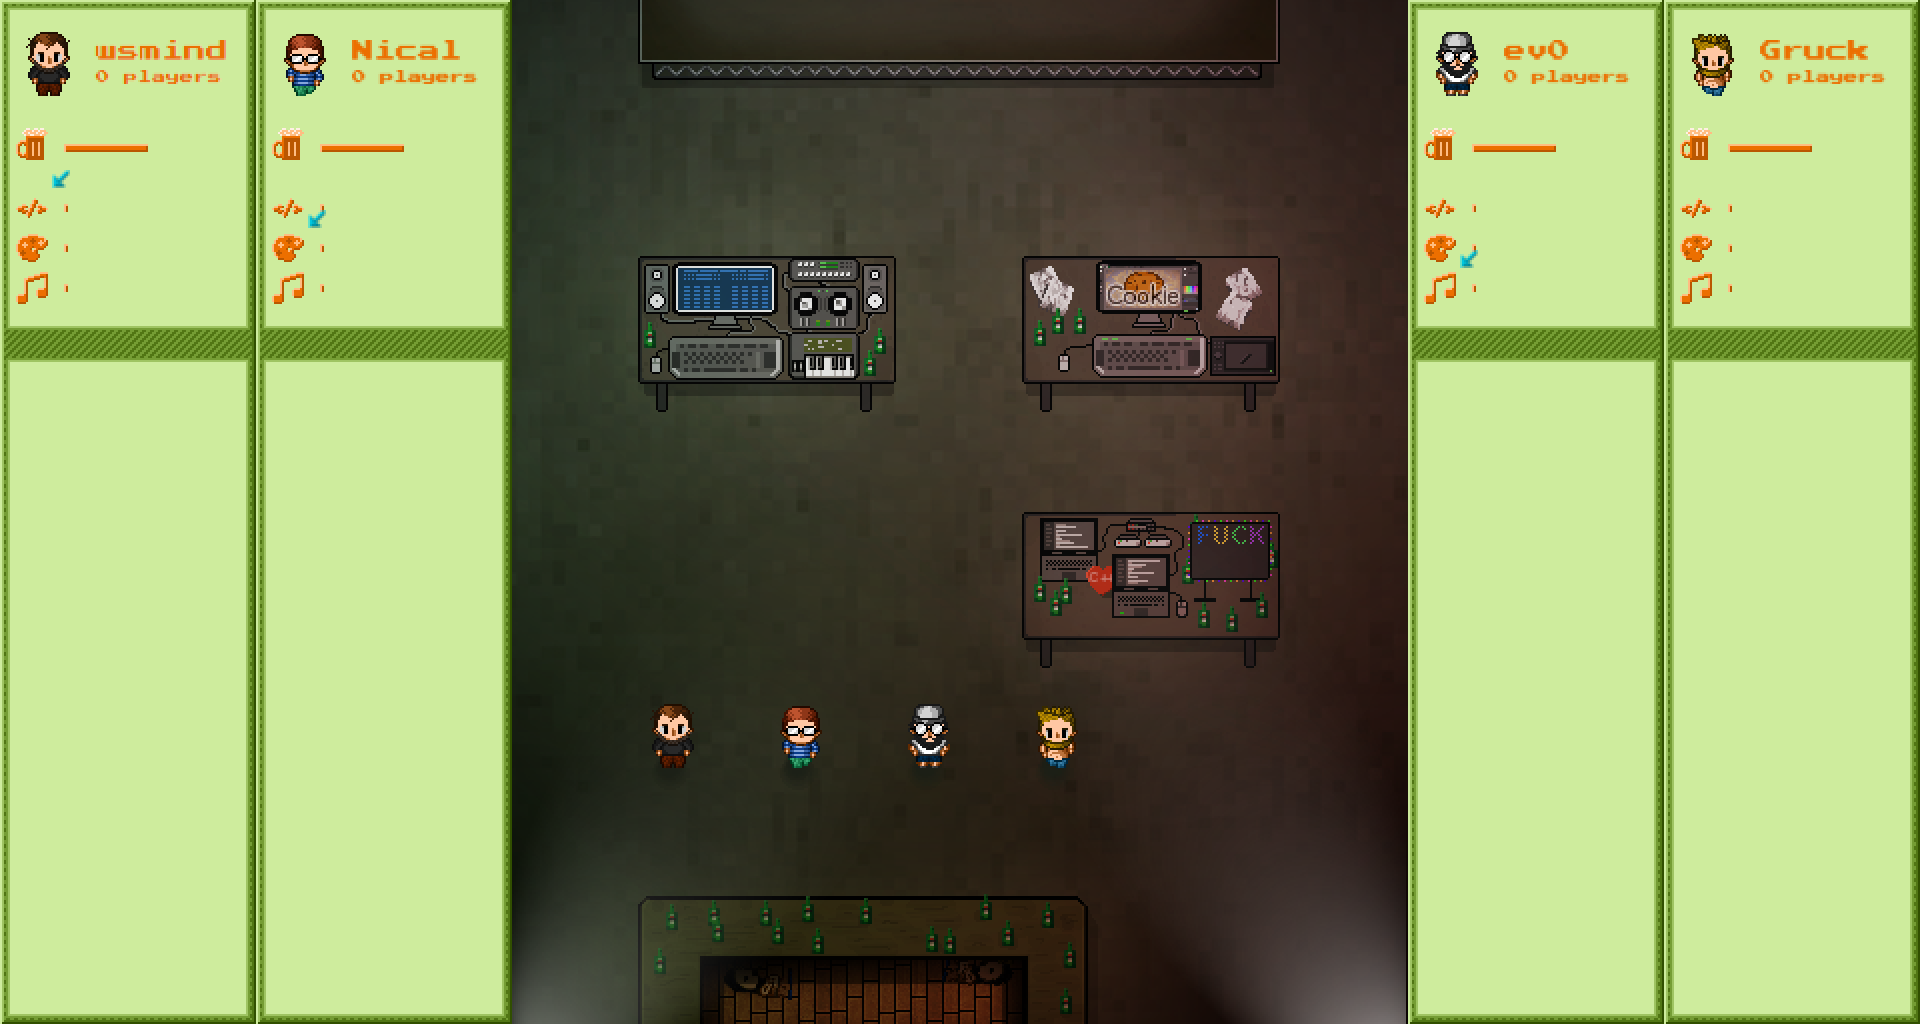 wsmind
0 players
Nical
0 players
ev0
0 players
Gruck
0 players
</>
</>
</>
</>
Cookie
FUCK
C++